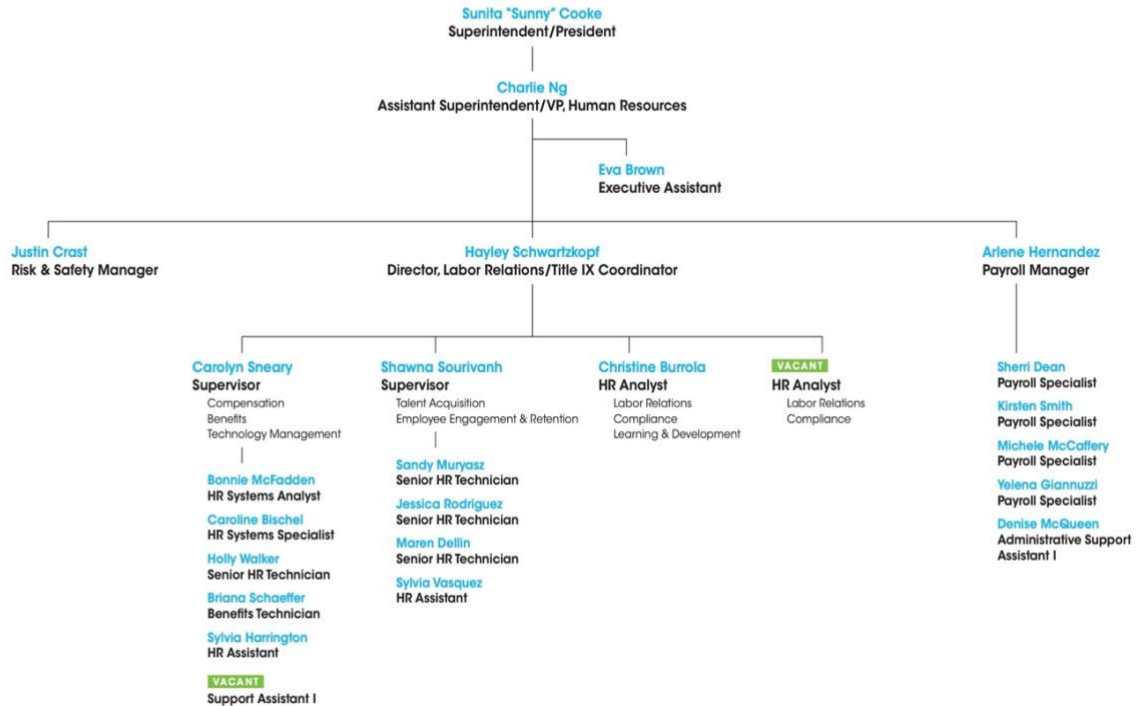 Sunita "Sunny" Cooke
Superintendent/President
Charlie Ng
Assistant Superintendent/VP, Human Resources
Eva Brown
Executive Assistant
Justin Crast
Risk & Safety Manager
Hayley Schwartzkopf
Director, Labor Relations/Title IX Coordinator
Arlene Hernandez
Payroll Manager
Carolyn Sneary
Supervisor
Compensation
Benefits
Technology Management
Bonnie McFadden
HR Systems Analyst
Caroline Bischel
HR Systems Specialist
Holly Walker
Senior HR Technician
Briana Schaeffer
Benefits Technician
Sylvia Harrington
HR Assistant
VACANT
Support Assistant I
Shawna Sourivanh
Supervisor
Talent Acquisition
Employee Engagement & Retention
Sandy Muryasz
Senior HR Technician
Jessica Rodriguez
Senior HR Technician
Maren Dellin
Senior HR Technician
Sylvia Vasquez
HR Assistant
Christine Burrola
HR Analyst
Labor Relations
Compliance
Learning & Development
VACANT
HR Analyst
Labor Relations
Compliance
Sherri Dean
Payroll Specialist
Kirsten Smith
Payroll Specialist
Michele McCaffery
Payroll Specialist
Yelena Giannuzzi
Payroll Specialist
Denise McQueen
Administrative Support
Assistant I